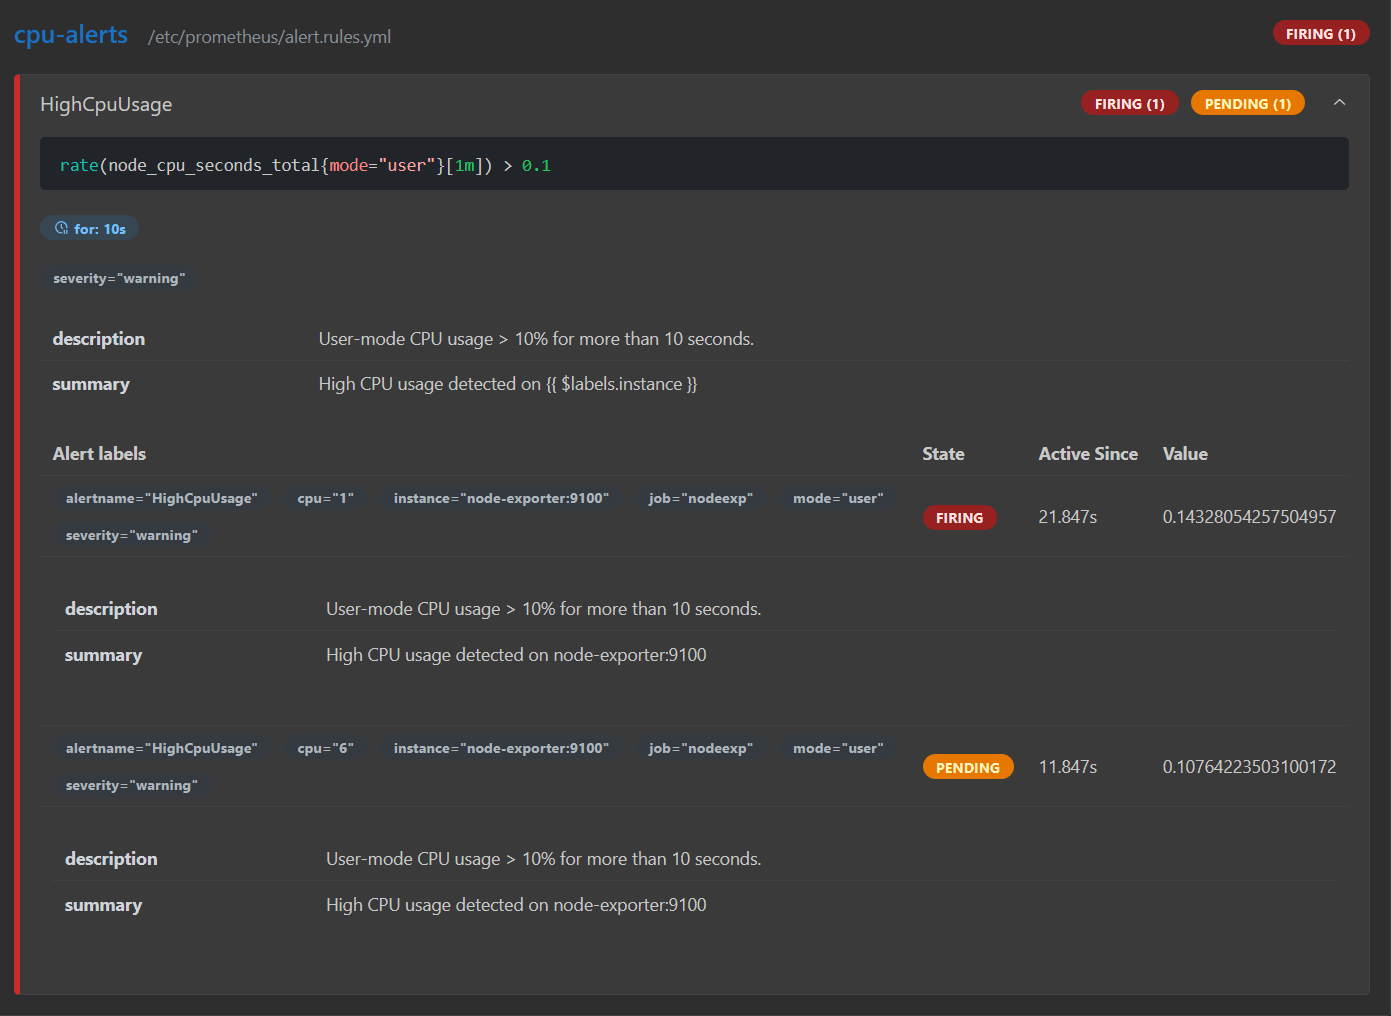 cpu-alerts /etc/prometheus/alert.rules.yml FIRING (1)
HighCpuUsage FIRING (1) PENDING (1)
rate(node_cpu_seconds_total{mode="user"}[1m]) > 0.1
for: 10s
severity="warning"
description User-mode CPU usage > 10% for more than 10 seconds.
summary High CPU usage detected on {{ $labels.instance }}
Alert labels State Active Since Value
alertname="HighCpuUsage" cpu="1" instance="node-exporter:9100" job="nodeexp" mode="user"
FIRING 21.847s 0.14328054257504957
severity="warning"
description User-mode CPU usage > 10% for more than 10 seconds.
summary High CPU usage detected on node-exporter:9100
alertname="HighCpuUsage" cpu="6" instance="node-exporter:9100" job="nodeexp" mode="user"
PENDING 11.847s 0.10764223503100172
severity="warning"
description User-mode CPU usage > 10% for more than 10 seconds.
summary High CPU usage detected on node-exporter:9100